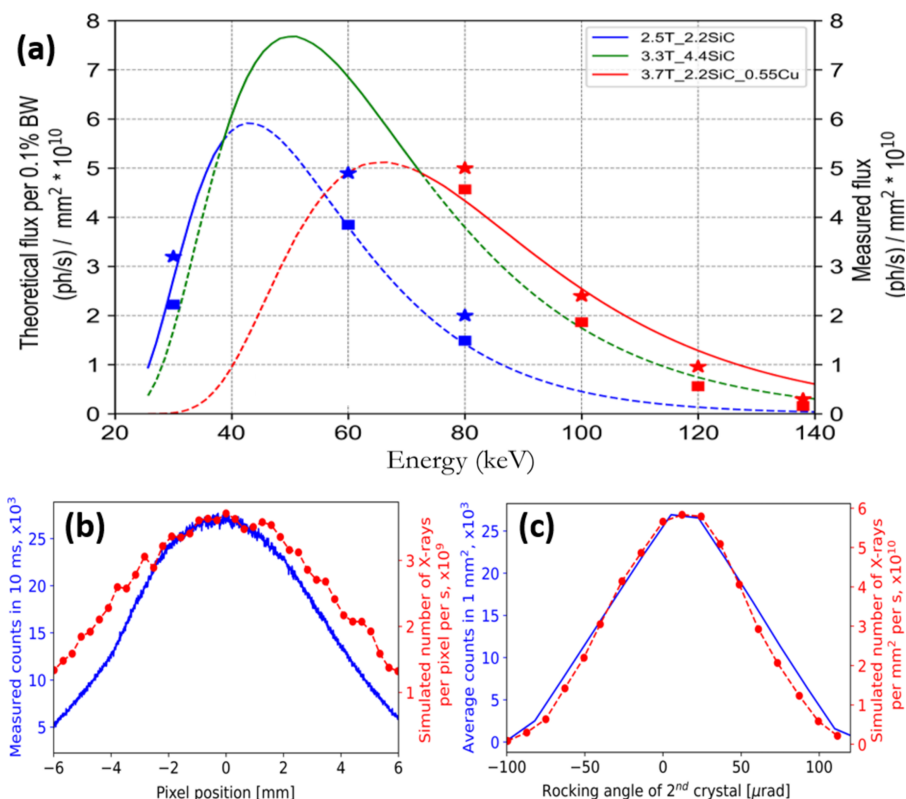 (a)
2.5T_2.2SiC
3.3T_4.4SiC
3.7T_2.2SiC_0.55Cu
Theoretical flux per 0.1% BW
(ph/s) / mm² * 10¹⁰
8
7
6
5
4
3
2
1
0
8
7
6
5
4
3
2
1
0
Measured flux
(ph/s) / mm² * 10¹⁰
20 40 60 80 100 120 140
Energy (keV)
(b)
Measured counts in 10 ms, x10³
25
20
15
10
5
3
2
1
Simulated number of X-rays
per pixel per s, x10⁹
−6 −4 −2 0 2 4 6
Pixel position [mm]
(c)
Average counts in 1 mm², x10³
25
20
15
10
5
0
6
5
4
3
2
1
0
Simulated number of X-rays
per mm² per s, x10¹⁰
−100 −50 0 50 100
Rocking angle of 2ⁿᵈ crystal [μrad]